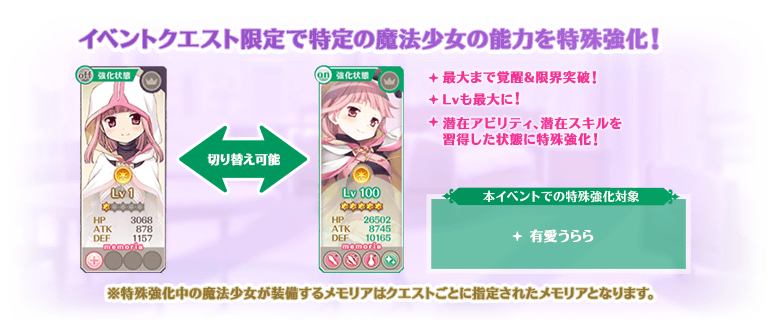 イベントクエスト限定で特定の魔法少女の能力を特殊強化!
off 強化状態
Lv 1
HP 3068
ATK 878
DEF 1157
memoria
切り替え可能
on 強化状態
Lv 100
HP 26502
ATK 8745
DEF 10165
memoria
最大まで覚醒&限界突破!
Lvも最大に!
潜在アビリティ、潜在スキルを
習得した状態に特殊強化!
本イベントでの特殊強化対象
有愛うらら
※特殊強化中の魔法少女が装備するメモリアはクエストごとに指定されたメモリアとなります。